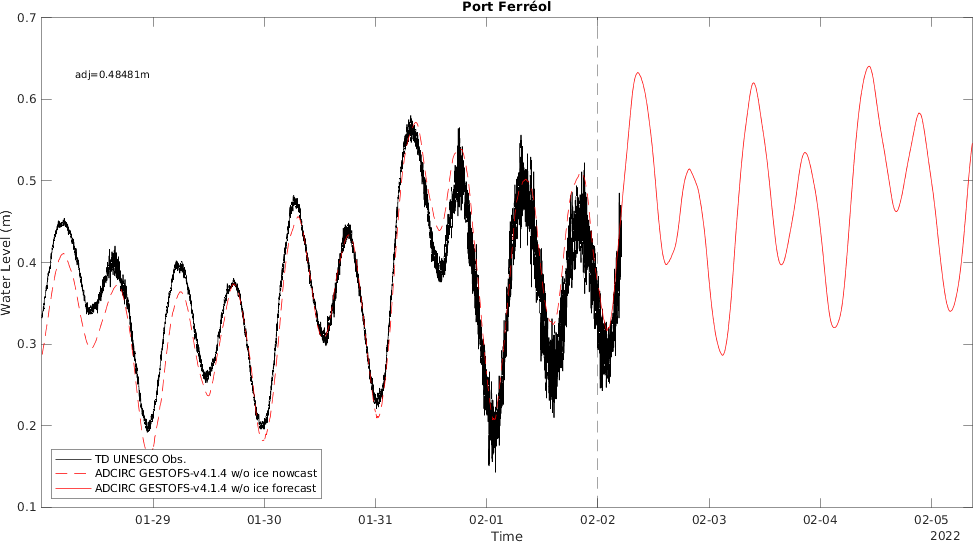 Port Ferréol
0.7
0.6
0.5
0.4
0.3
0.2
0.1
Water Level (m)
adj=0.48481m
TD UNESCO Obs.
ADCIRC GESTOFS-v4.1.4 w/o ice nowcast
ADCIRC GESTOFS-v4.1.4 w/o ice forecast
01-29 01-30 01-31 02-01 02-02 02-03 02-04 02-05
Time
2022